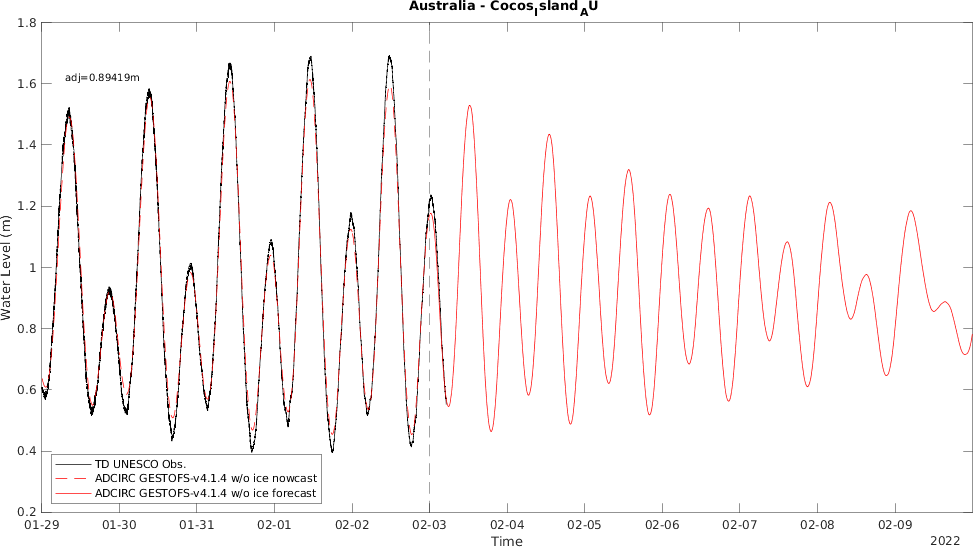 Australia - Cocos_Island_AU
1.8
1.6
1.4
1.2
1
0.8
0.6
0.4
0.2
Water Level (m)
adj=0.89419m
TD UNESCO Obs.
ADCIRC GESTOFS-v4.1.4 w/o ice nowcast
ADCIRC GESTOFS-v4.1.4 w/o ice forecast
01-29 01-30 01-31 02-01 02-02 02-03 02-04 02-05 02-06 02-07 02-08 02-09
Time
2022